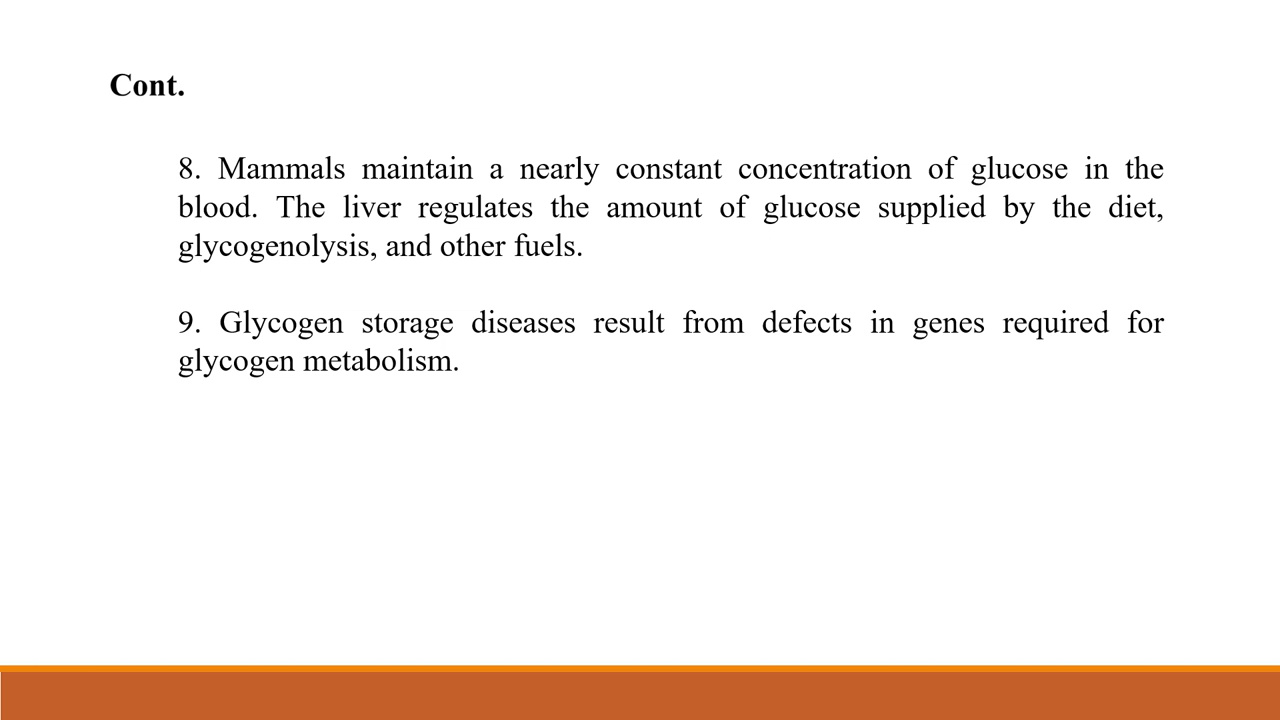 Cont.
8. Mammals maintain a nearly constant concentration of glucose in the
blood. The liver regulates the amount of glucose supplied by the diet,
glycogenolysis, and other fuels.
9. Glycogen storage diseases result from defects in genes required for
glycogen metabolism.